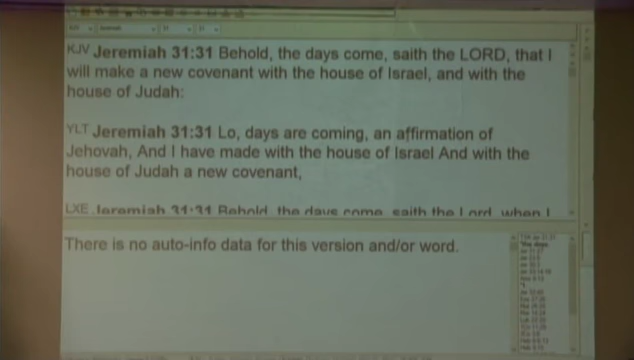 KJV Jeremiah 31:31 Behold, the days come, saith the LORD, that I
will make a new covenant with the house of Israel, and with the
house of Judah:
YLT Jeremiah 31:31 Lo, days are coming, an affirmation of
Jehovah, And I have made with the house of Israel And with the
house of Judah a new covenant,
LXE Jeremiah 31:31 Behold, the days come, saith the Lord, when I
There is no auto-info data for this version and/or word.